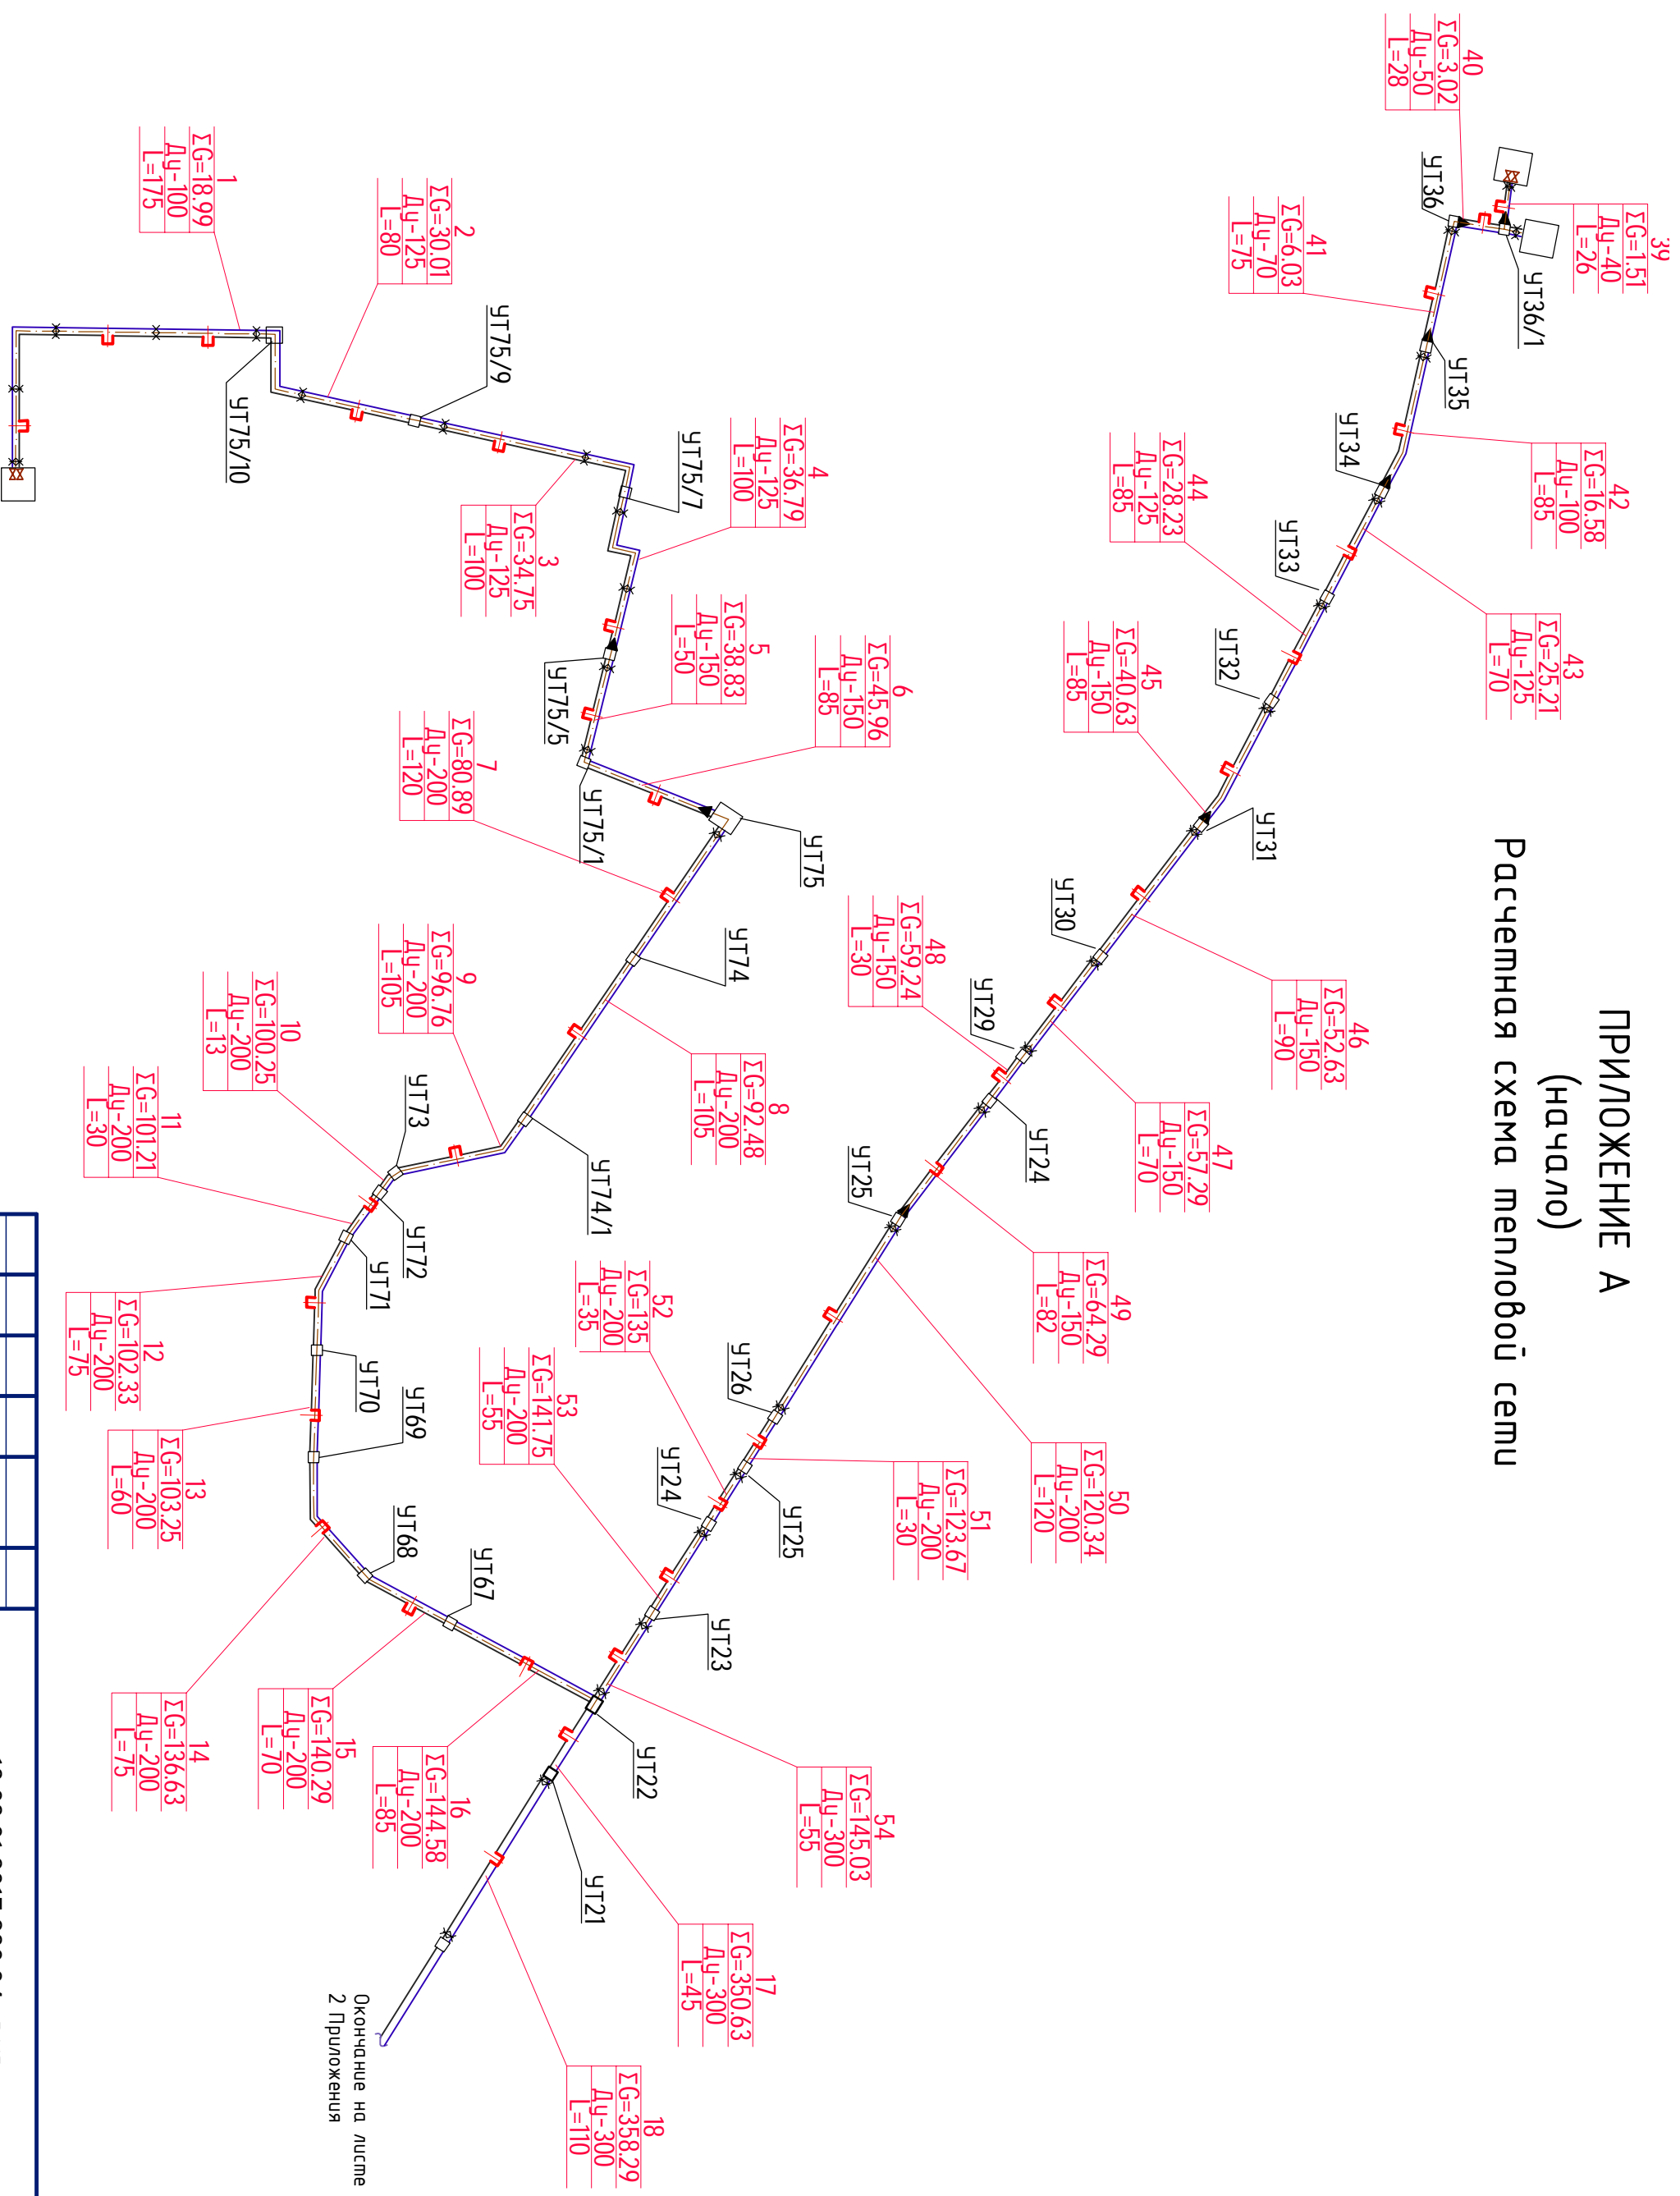 ПРИЛОЖЕНИЕ А
(начало)
Расчетная схема тепловой сети
39
ΣG=1.51
Ду-40
L=26
40
ΣG=3.02
Ду-50
L=28
УТ36
УТ36/1
41
ΣG=6.03
Ду-70
L=75
УТ35
42
ΣG=16.58
Ду-100
L=85
УТ34
43
ΣG=25.21
Ду-125
L=70
УТ33
44
ΣG=28.23
Ду-125
L=85
УТ32
45
ΣG=40.63
Ду-150
L=85
УТ31
46
ΣG=52.63
Ду-150
L=90
УТ30
47
ΣG=57.29
Ду-150
L=70
УТ29
48
ΣG=59.24
Ду-150
L=30
УТ24
49
ΣG=64.29
Ду-150
L=82
УТ25
50
ΣG=120.34
Ду-200
L=120
УТ26
51
ΣG=123.67
Ду-200
L=30
УТ25
52
ΣG=135
Ду-200
L=35
УТ24
53
ΣG=141.75
Ду-200
L=55
УТ23
54
ΣG=145.03
Ду-300
L=55
УТ22
17
ΣG=350.63
Ду-300
L=45
УТ21
18
ΣG=358.29
Ду-300
L=110
Окончание на листе
2 Приложения
1
ΣG=18.99
Ду-100
L=175
УТ75/10
2
ΣG=30.01
Ду-125
L=80
УТ75/9
3
ΣG=34.75
Ду-125
L=100
УТ75/7
4
ΣG=36.79
Ду-125
L=100
УТ75/5
5
ΣG=38.83
Ду-150
L=50
УТ75/1
6
ΣG=45.96
Ду-150
L=85
УТ75
7
ΣG=80.89
Ду-200
L=120
УТ74
8
ΣG=92.48
Ду-200
L=105
УТ74/1
9
ΣG=96.76
Ду-200
L=105
УТ73
10
ΣG=100.25
Ду-200
L=13
УТ72
11
ΣG=101.21
Ду-200
L=30
УТ71
12
ΣG=102.33
Ду-200
L=75
УТ70
13
ΣG=103.25
Ду-200
L=60
УТ69
14
ΣG=136.63
Ду-200
L=75
УТ68
15
ΣG=140.29
Ду-200
L=70
УТ67
16
ΣG=144.58
Ду-200
L=85